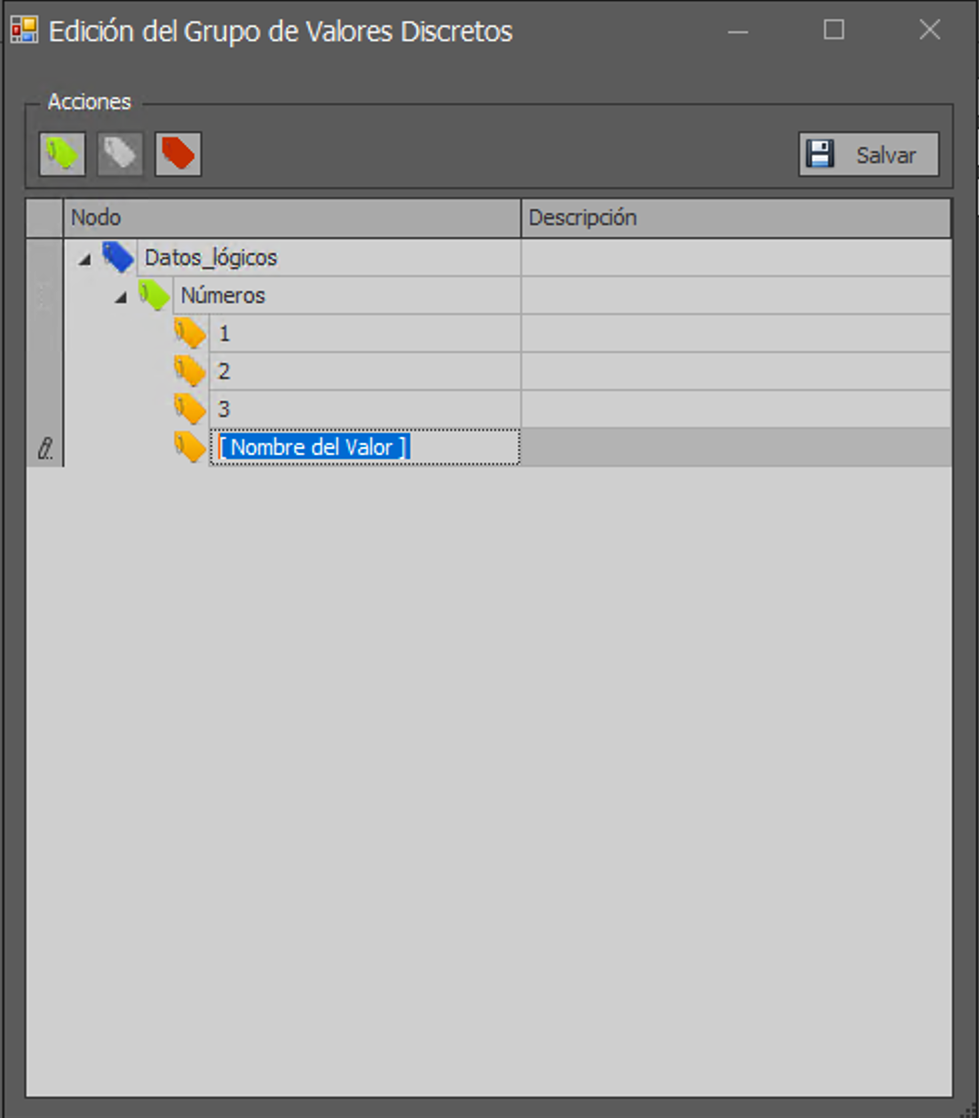 Edición del Grupo de Valores Discretos
Acciones
Salvar
Nodo Descripción
Datos_lógicos
Números
1
2
3
[ Nombre del Valor ]